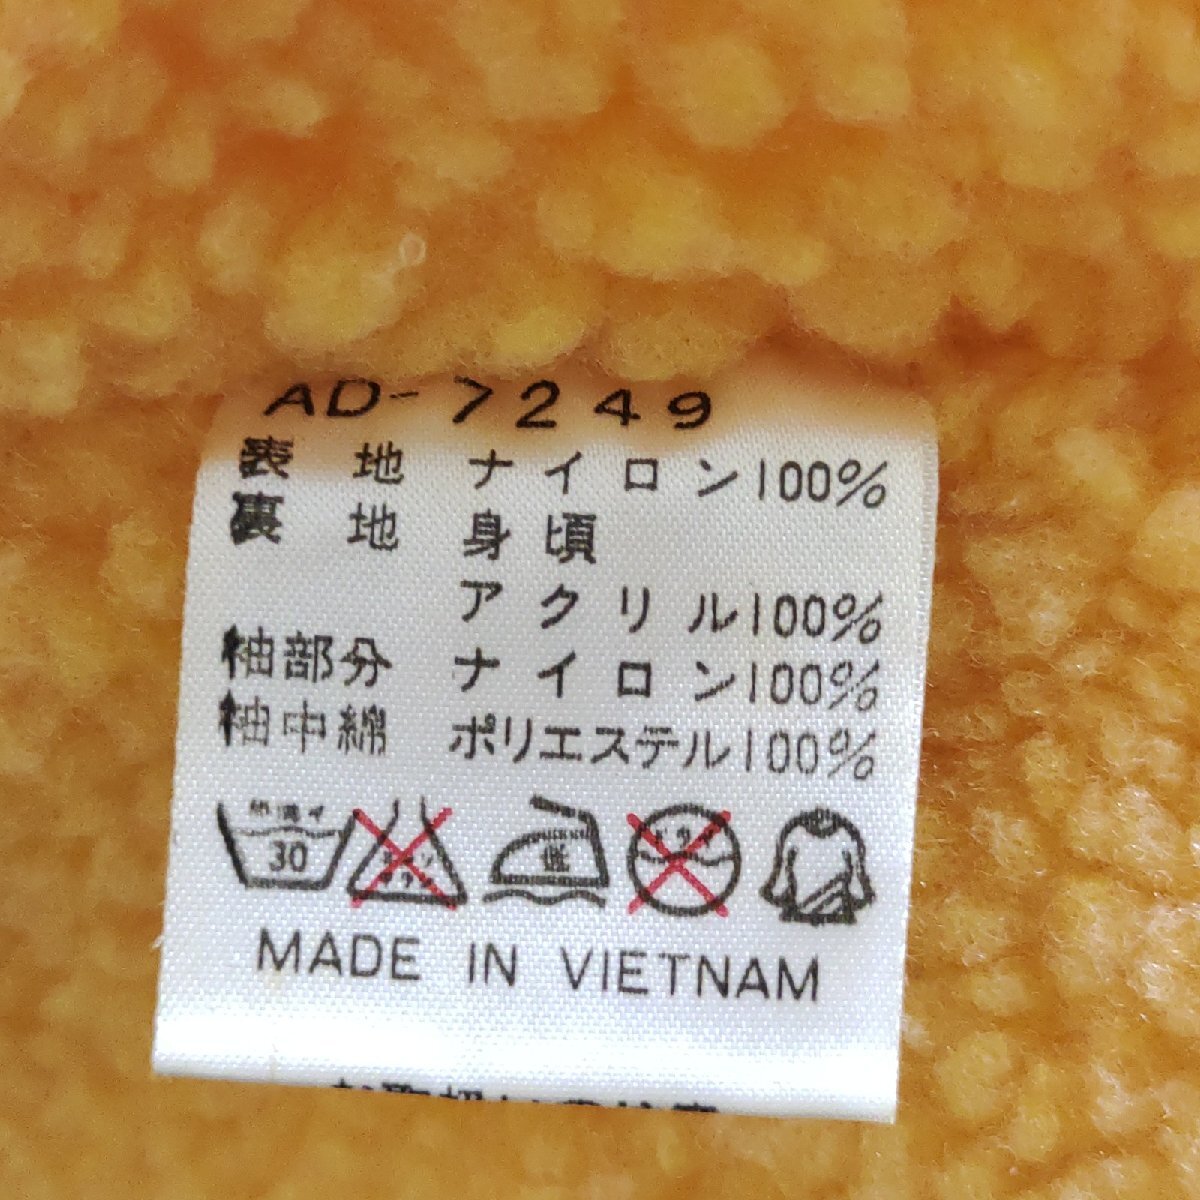 AD-7249
表地 ナイロン100%
裏地 身頃
アクリル100%
袖部分 ナイロン100%
袖中綿 ポリエステル100%
30 低
MADE IN VIETNAM